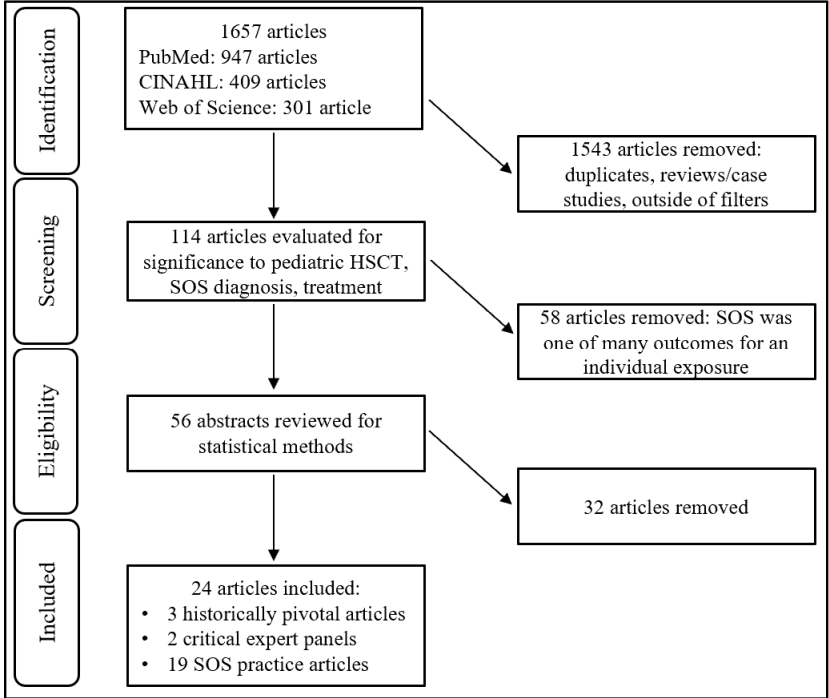 Identification
1657 articles
PubMed: 947 articles
CINAHL: 409 articles
Web of Science: 301 article
1543 articles removed:
duplicates, reviews/case
studies, outside of filters
Screening
114 articles evaluated for
significance to pediatric HSCT,
SOS diagnosis, treatment
58 articles removed: SOS was
one of many outcomes for an
individual exposure
Eligibility
56 abstracts reviewed for
statistical methods
32 articles removed
Included
24 articles included:
• 3 historically pivotal articles
• 2 critical expert panels
• 19 SOS practice articles